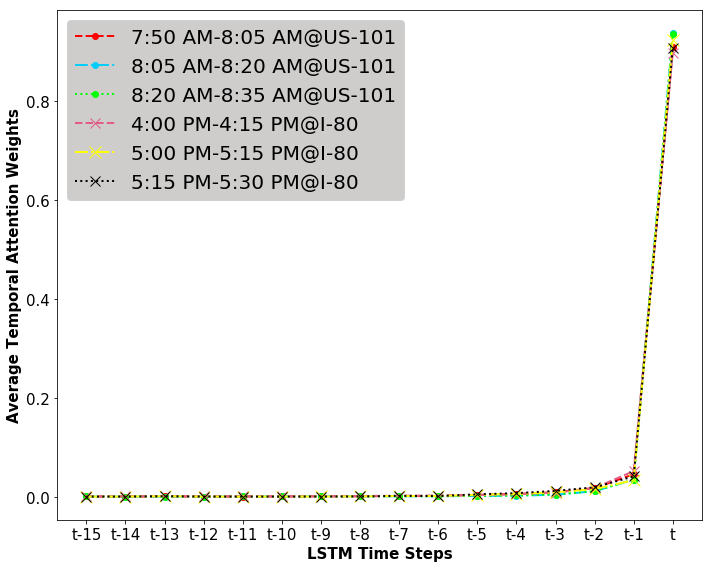 7:50 AM-8:05 AM@US-101
8:05 AM-8:20 AM@US-101
8:20 AM-8:35 AM@US-101
4:00 PM-4:15 PM@I-80
5:00 PM-5:15 PM@I-80
5:15 PM-5:30 PM@I-80
Average Temporal Attention Weights
0.8
0.6
0.4
0.2
0.0
t-15 t-14 t-13 t-12 t-11 t-10 t-9 t-8 t-7 t-6 t-5 t-4 t-3 t-2 t-1 t
LSTM Time Steps